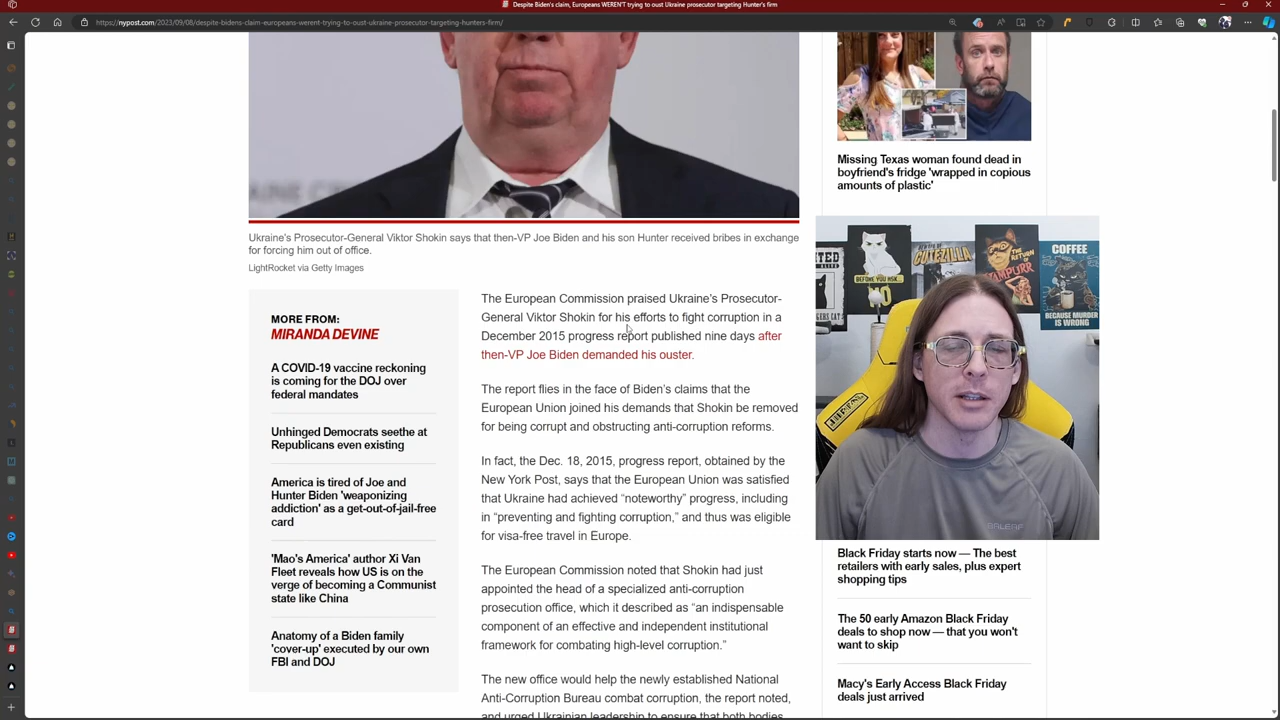 Despite Biden's claim, Europeans WEREN'T trying to oust Ukraine prosecutor targeting Hunter's firm
https://nypost.com/2023/09/08/despite-bidens-claim-europeans-werent-trying-to-oust-ukraine-prosecutor-targeting-hunters-firm/
Ukraine's Prosecutor-General Viktor Shokin says that then-VP Joe Biden and his son Hunter received bribes in exchange
for forcing him out of office.
LightRocket via Getty Images
MORE FROM:
MIRANDA DEVINE
A COVID-19 vaccine reckoning
is coming for the DOJ over
federal mandates
Unhinged Democrats seethe at
Republicans even existing
America is tired of Joe and
Hunter Biden 'weaponizing
addiction' as a get-out-of-jail-free
card
'Mao's America' author Xi Van
Fleet reveals how US is on the
verge of becoming a Communist
state like China
Anatomy of a Biden family
'cover-up' executed by our own
FBI and DOJ
The European Commission praised Ukraine's Prosecutor-
General Viktor Shokin for his efforts to fight corruption in a
December 2015 progress report published nine days after
then-VP Joe Biden demanded his ouster.
The report flies in the face of Biden's claims that the
European Union joined his demands that Shokin be removed
for being corrupt and obstructing anti-corruption reforms.
In fact, the Dec. 18, 2015, progress report, obtained by the
New York Post, says that the European Union was satisfied
that Ukraine had achieved “noteworthy” progress, including
in “preventing and fighting corruption,” and thus was eligible
for visa-free travel in Europe.
The European Commission noted that Shokin had just
appointed the head of a specialized anti-corruption
prosecution office, which it described as “an indispensable
component of an effective and independent institutional
framework for combating high-level corruption.”
The new office would help the newly established National
Anti-Corruption Bureau combat corruption, the report noted,
and urged Ukrainian leadership to ensure that both bodies
Missing Texas woman found dead in
boyfriend's fridge 'wrapped in copious
amounts of plastic'
BEFORE YOU...
CATZILLA
THE RETURN OF
VAMPURR
COFFEE
BECAUSE MURDER
IS WRONG
Black Friday starts now — The best
retailers with early sales, plus expert
shopping tips
The 50 early Amazon Black Friday
deals to shop now — that you won't
want to skip
Macy's Early Access Black Friday
deals just arrived